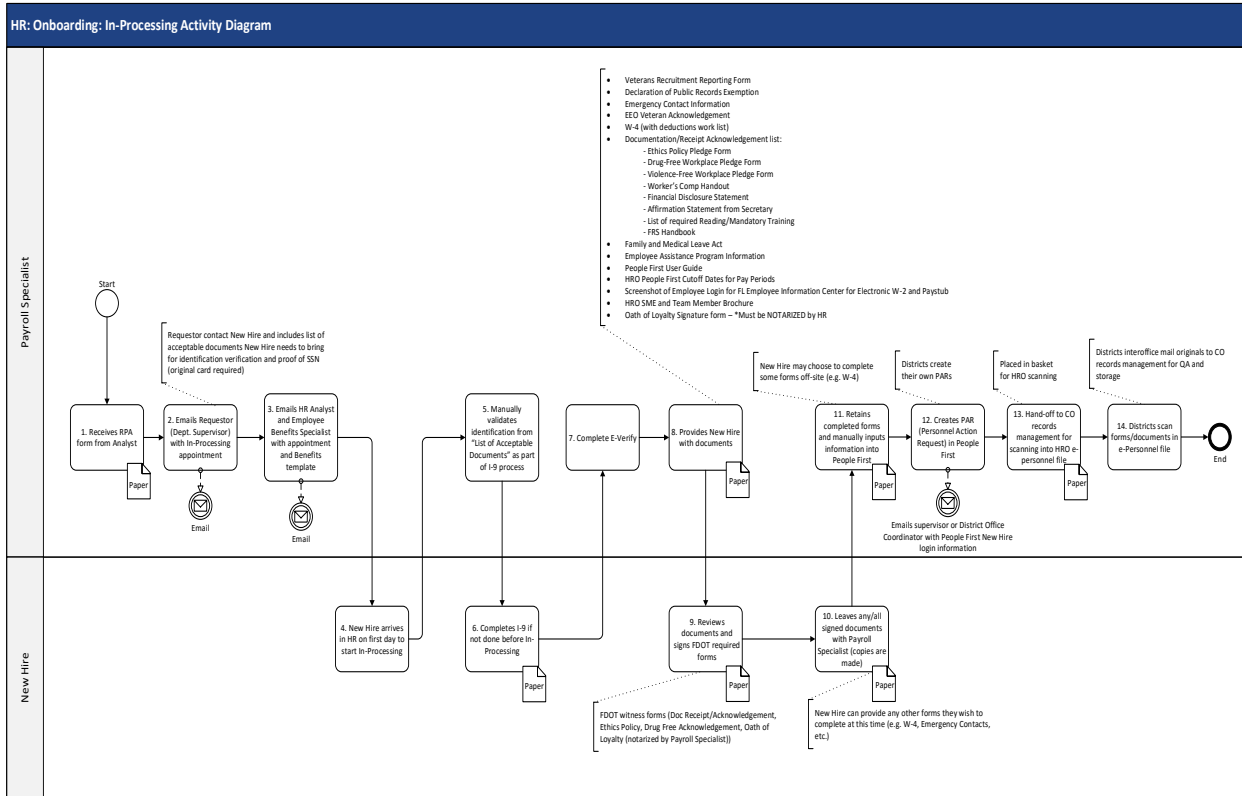 HR: Onboarding: In-Processing Activity Diagram
Payroll Specialist
• Veterans Recruitment Reporting Form
• Declaration of Public Records Exemption
• Emergency Contact Information
• EEO Veteran Acknowledgement
• W-4 (with deductions work list)
• Documentation/Receipt Acknowledgement list:
- Ethics Policy Pledge Form
- Drug-Free Workplace Pledge Form
- Violence-Free Workplace Pledge Form
- Worker's Comp Handout
- Financial Disclosure Statement
- Affirmation Statement from Secretary
- List of required Reading/Mandatory Training
- FRS Handbook
• Family and Medical Leave Act
• Employee Assistance Program Information
• People First User Guide
• HRO People First Cutoff Dates for Pay Periods
• Screenshot of Employee Login for FL Employee Information Center for Electronic W-2 and Paystub
• HRO SME and Team Member Brochure
• Oath of Loyalty Signature form – *Must be NOTARIZED by HR
Start
Requestor contact New Hire and includes list of
acceptable documents New Hire needs to bring
for identification verification and proof of SSN
(original card required)
New Hire may choose to complete
some forms off-site (e.g. W-4)
Districts create
their own PARs
Placed in basket
for HRO scanning
Districts interoffice mail originals to CO
records management for QA and
storage
1. Receives RPA
form from Analyst
Paper
2. Emails Requestor
(Dept. Supervisor)
with In-Processing
appointment
Email
3. Emails HR Analyst
and Employee
Benefits Specialist
with appointment
and Benefits
template
Email
5. Manually
validates
identification from
"List of Acceptable
Documents" as part
of I-9 process
7. Complete E-Verify
8. Provides New Hire
with documents
Paper
11. Retains
completed forms
and manually inputs
information into
People First
Paper
12. Creates PAR
(Personnel Action
Request) in People
First
Emails supervisor or District Office
Coordinator with People First New Hire
login information
13. Hand-off to CO
records
management for
scanning into HRO e-
personnel file
Paper
14. Districts scan
forms/documents in
e-Personnel file
End
New Hire
4. New Hire arrives
in HR on first day to
start In-Processing
6. Completes I-9 if
not done before In-
Processing
Paper
9. Reviews
documents and
signs FDOT required
forms
Paper
10. Leaves any/all
signed documents
with Payroll
Specialist (copies are
made)
Paper
FDOT witness forms (Doc Receipt/Acknowledgement,
Ethics Policy, Drug Free Acknowledgement, Oath of
Loyalty (notarized by Payroll Specialist))
New Hire can provide any other forms they wish to
complete at this time (e.g. W-4, Emergency Contacts,
etc.)